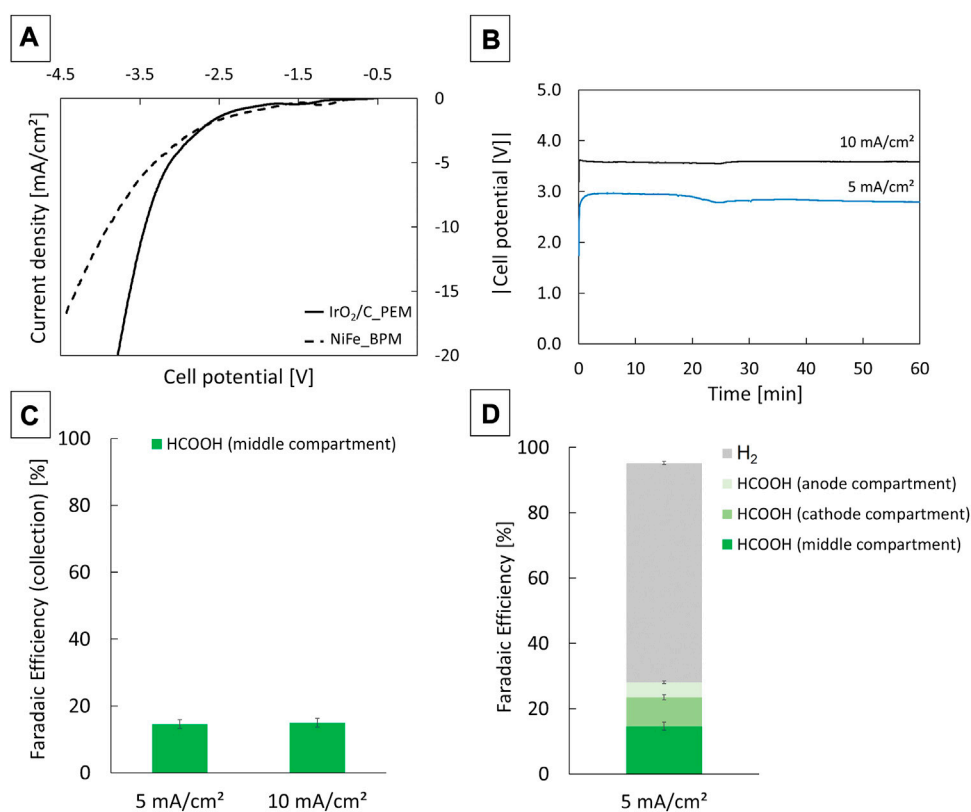 A
-4.5 -3.5 -2.5 -1.5 -0.5
0
-5
-10
-15
-20
Current density [mA/cm²]
IrO₂/C_PEM
NiFe_BPM
Cell potential [V]
B
5.0
4.0
3.0
2.0
1.0
0.0
|Cell potential [V]|
10 mA/cm²
5 mA/cm²
0 10 20 30 40 50 60
Time [min]
C
HCOOH (middle compartment)
100
80
60
40
20
0
Faradaic Efficiency (collection) [%]
5 mA/cm² 10 mA/cm²
D
100
80
60
40
20
0
Faradaic Efficiency [%]
H₂
HCOOH (anode compartment)
HCOOH (cathode compartment)
HCOOH (middle compartment)
5 mA/cm²